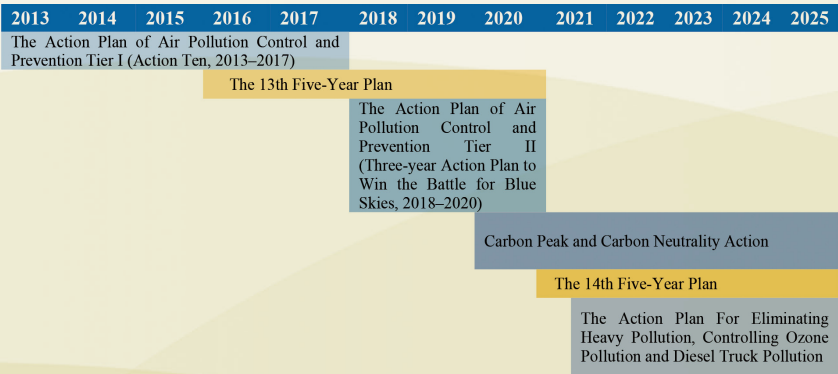 2013 2014 2015 2016 2017 2018 2019 2020 2021 2022 2023 2024 2025
The Action Plan of Air Pollution Control and
Prevention Tier I (Action Ten, 2013–2017)
The 13th Five-Year Plan
The Action Plan of Air
Pollution Control and
Prevention Tier II
(Three-year Action Plan to
Win the Battle for Blue
Skies, 2018–2020)
Carbon Peak and Carbon Neutrality Action
The 14th Five-Year Plan
The Action Plan For Eliminating
Heavy Pollution, Controlling Ozone
Pollution and Diesel Truck Pollution